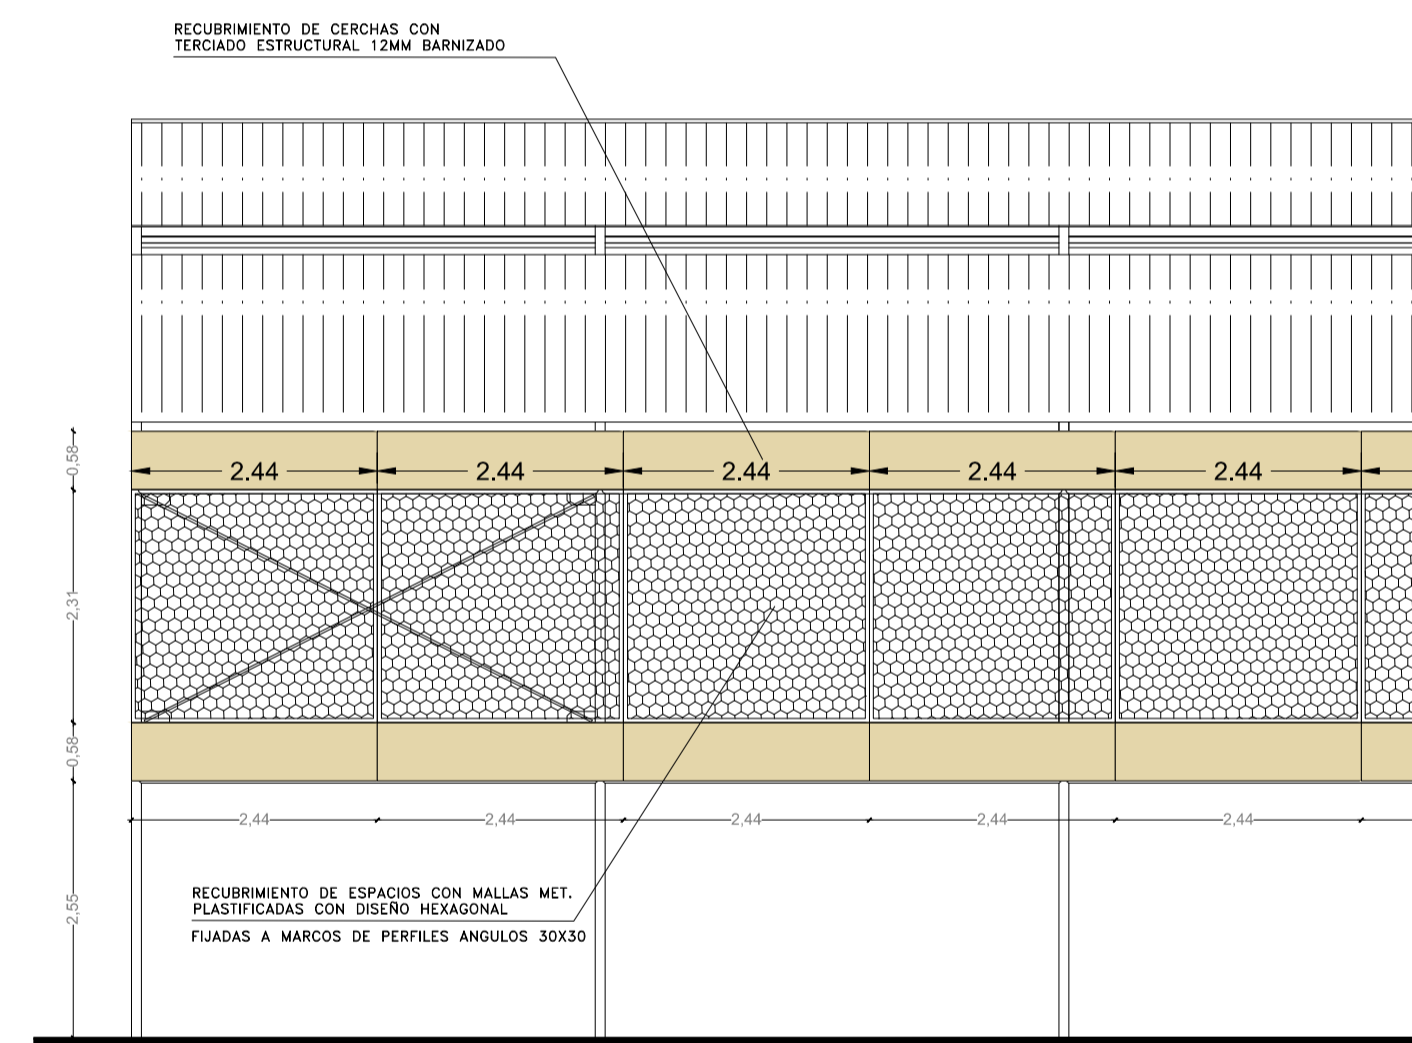 RECUBRIMIENTO DE CERCHAS CON
TERCIADO ESTRUCTURAL 12MM BARNIZADO
0,58
2.44 2.44 2.44 2.44 2.44
2,31
0,58
2,44 2,44 2,44 2,44 2,44
2,55
RECUBRIMIENTO DE ESPACIOS CON MALLAS MET.
PLASTIFICADAS CON DISEÑO HEXAGONAL
FIJADAS A MARCOS DE PERFILES ANGULOS 30X30